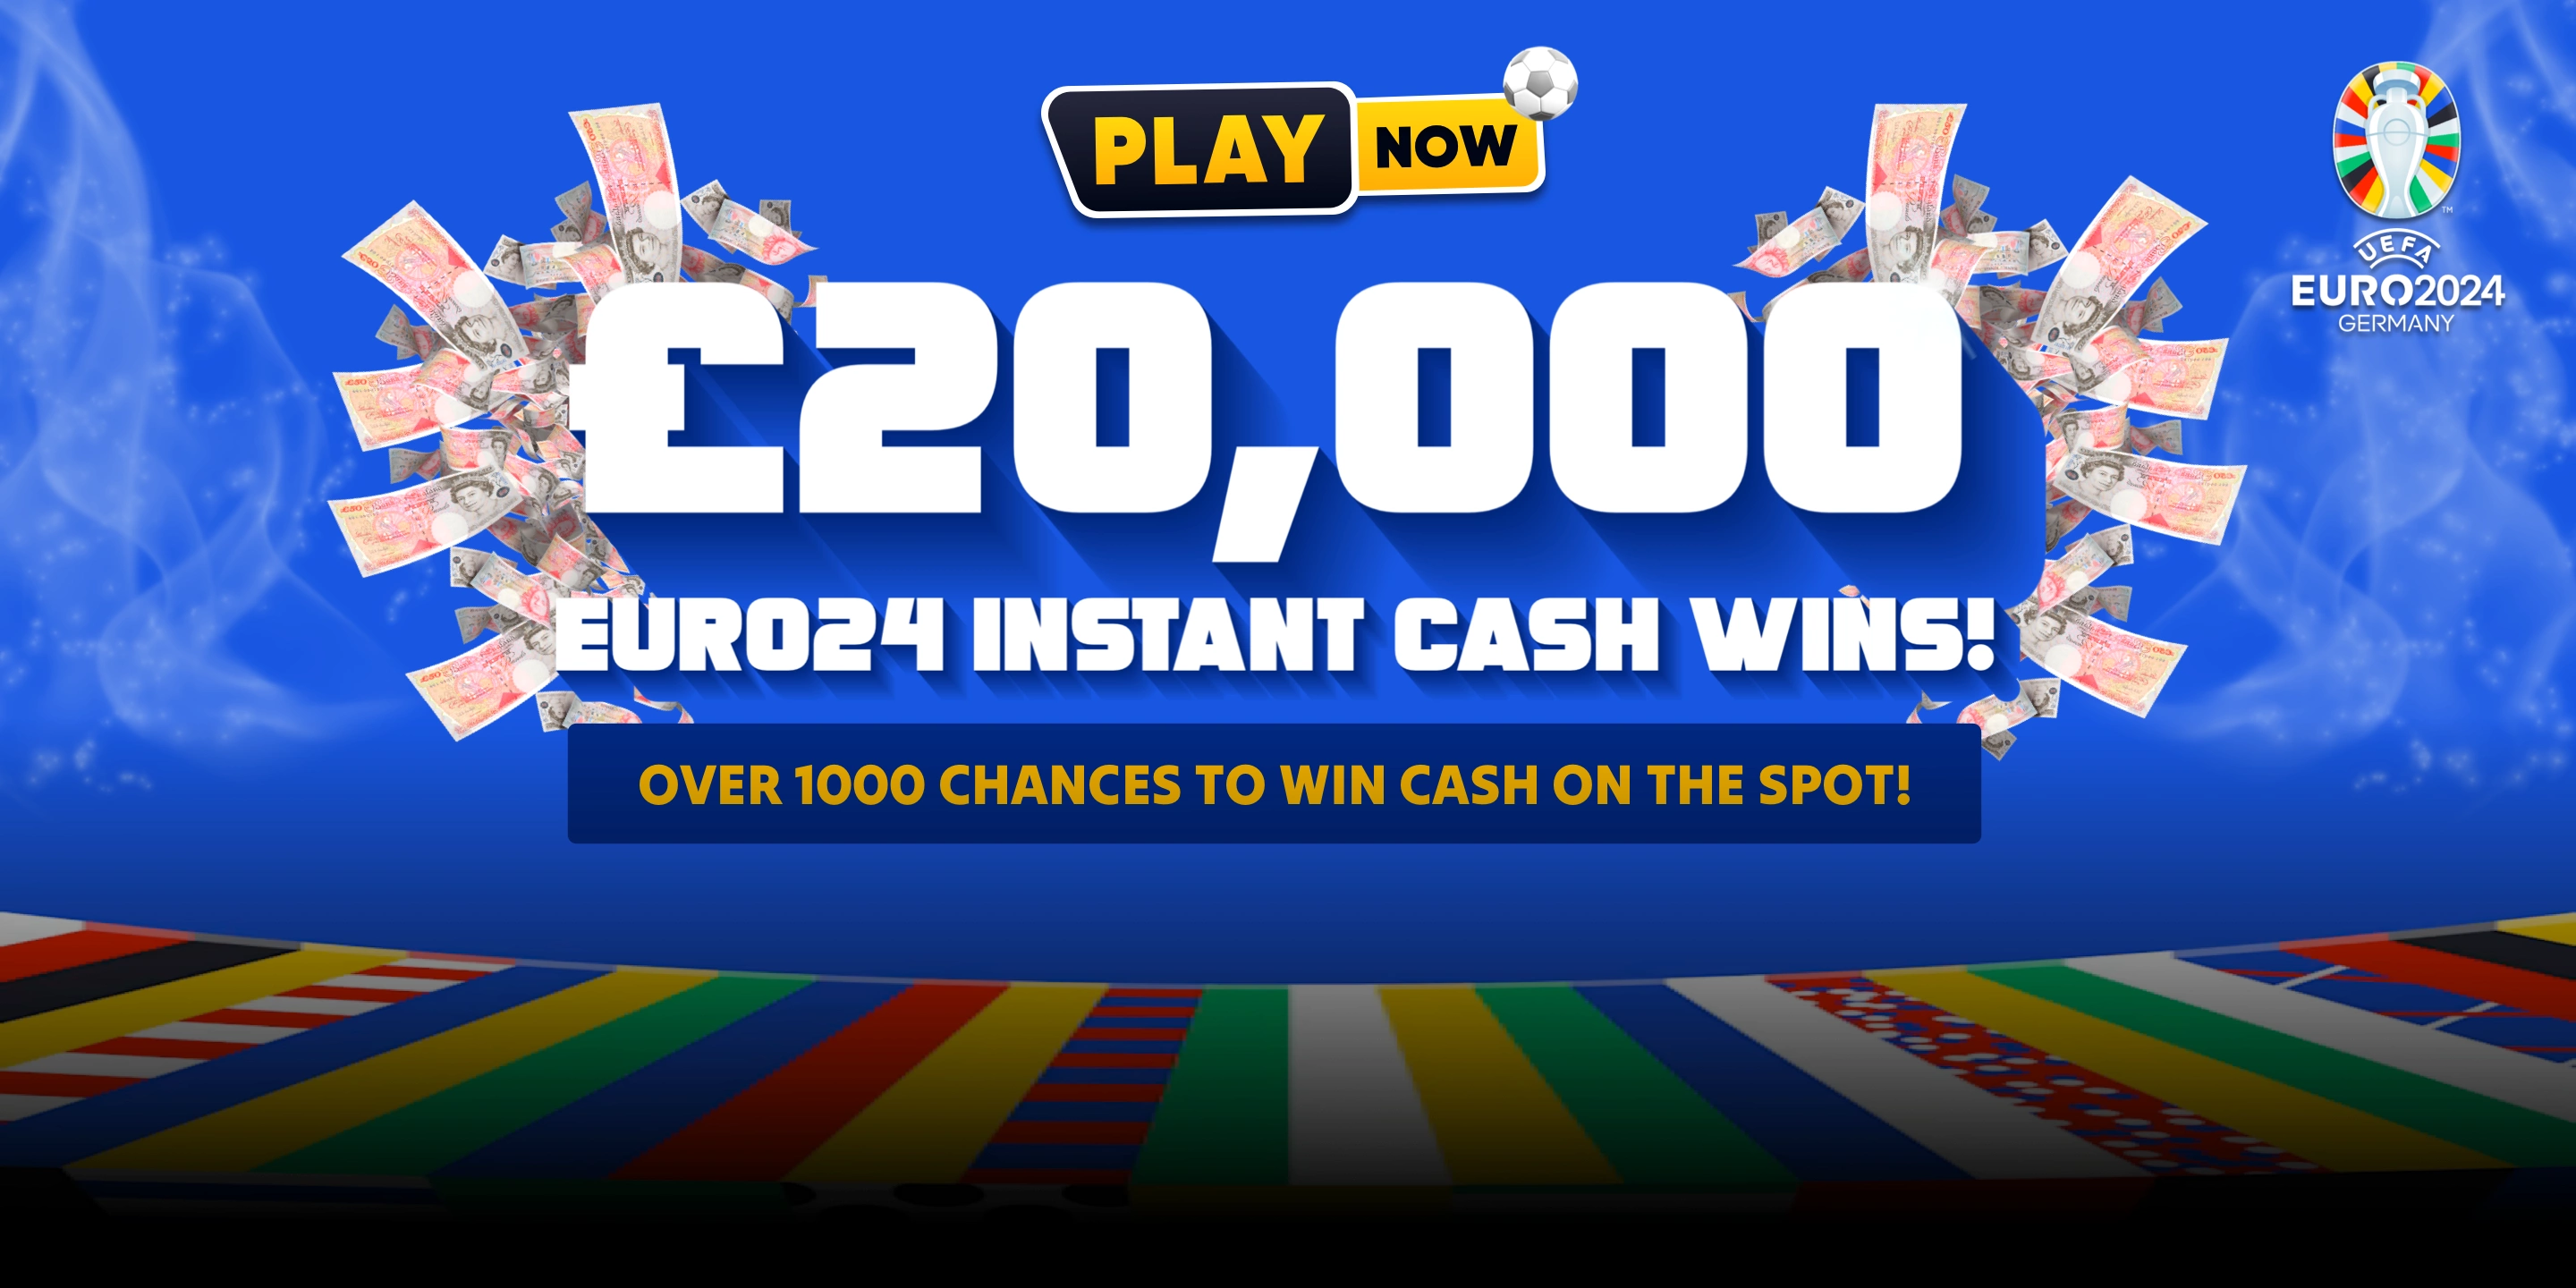 PLAY NOW
UEFA
EURO2024
GERMANY
£20,000
EURO24 INSTANT CASH WINS!
OVER 1000 CHANCES TO WIN CASH ON THE SPOT!